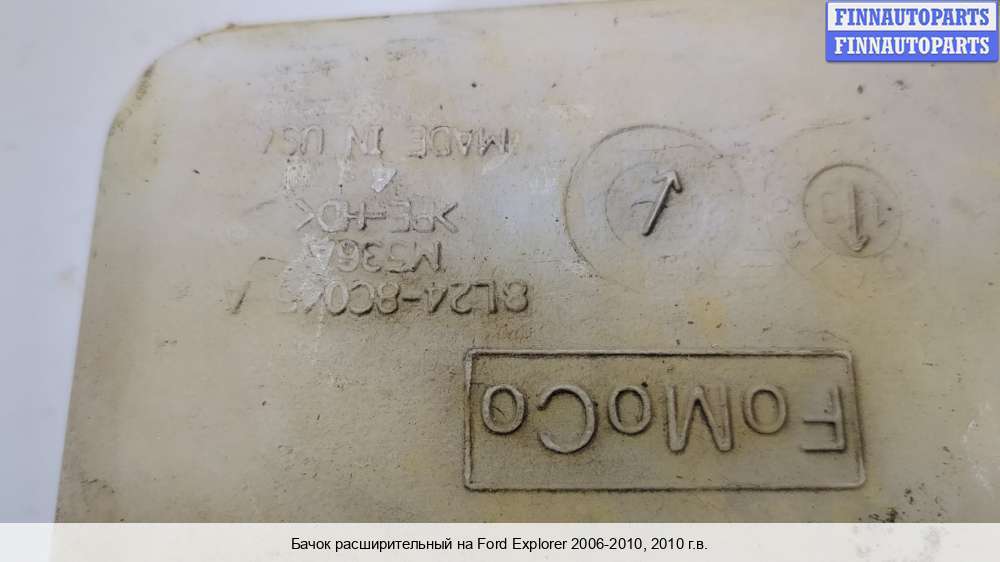 FINNAUTOPARTS
FINNAUTOPARTS
FoMoCo
M536A
>PE-HD<
MADE IN USA
Бачок расширительный на Ford Explorer 2006-2010, 2010 г.в.